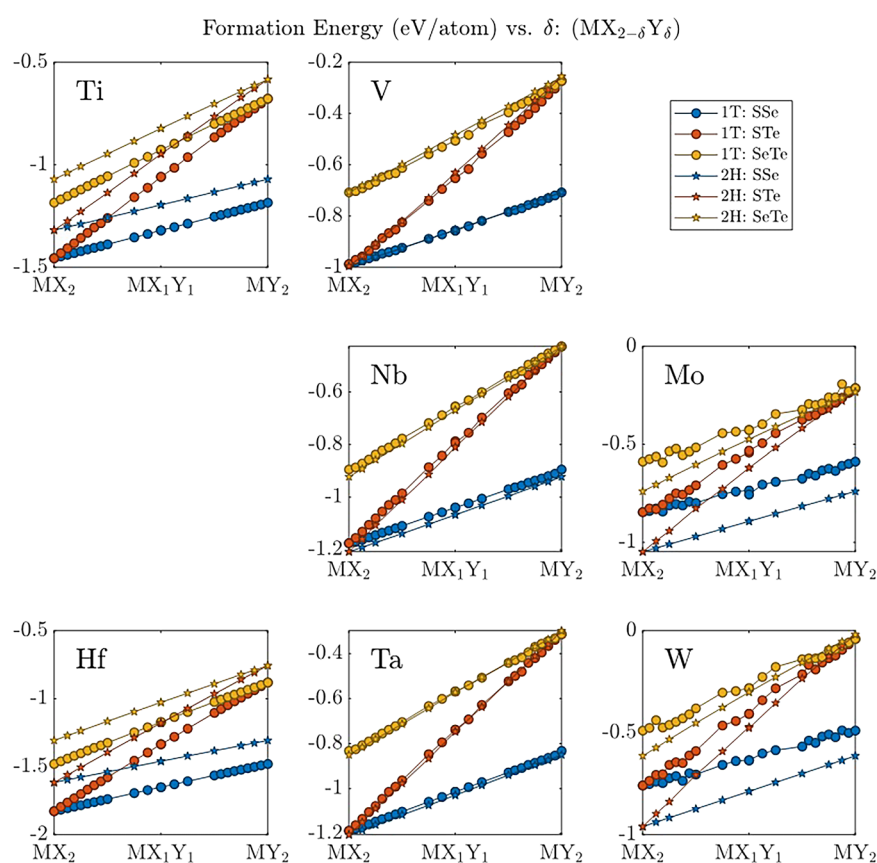 Formation Energy (eV/atom) vs. δ: (MX₂₋δYδ)
-0.5
-1
-1.5
Ti
MX₂
MX₁Y₁
MY₂
-0.2
-0.4
-0.6
-0.8
-1
V
MX₂
MX₁Y₁
MY₂
1T: SSe
1T: STe
1T: SeTe
2H: SSe
2H: STe
2H: SeTe
-0.6
-0.8
-1
-1.2
Nb
MX₂
MX₁Y₁
MY₂
0
-0.5
-1
Mo
MX₂
MX₁Y₁
MY₂
-0.5
-1
-1.5
-2
Hf
MX₂
MX₁Y₁
MY₂
-0.4
-0.6
-0.8
-1
-1.2
Ta
MX₂
MX₁Y₁
MY₂
0
-0.5
-1
W
MX₂
MX₁Y₁
MY₂